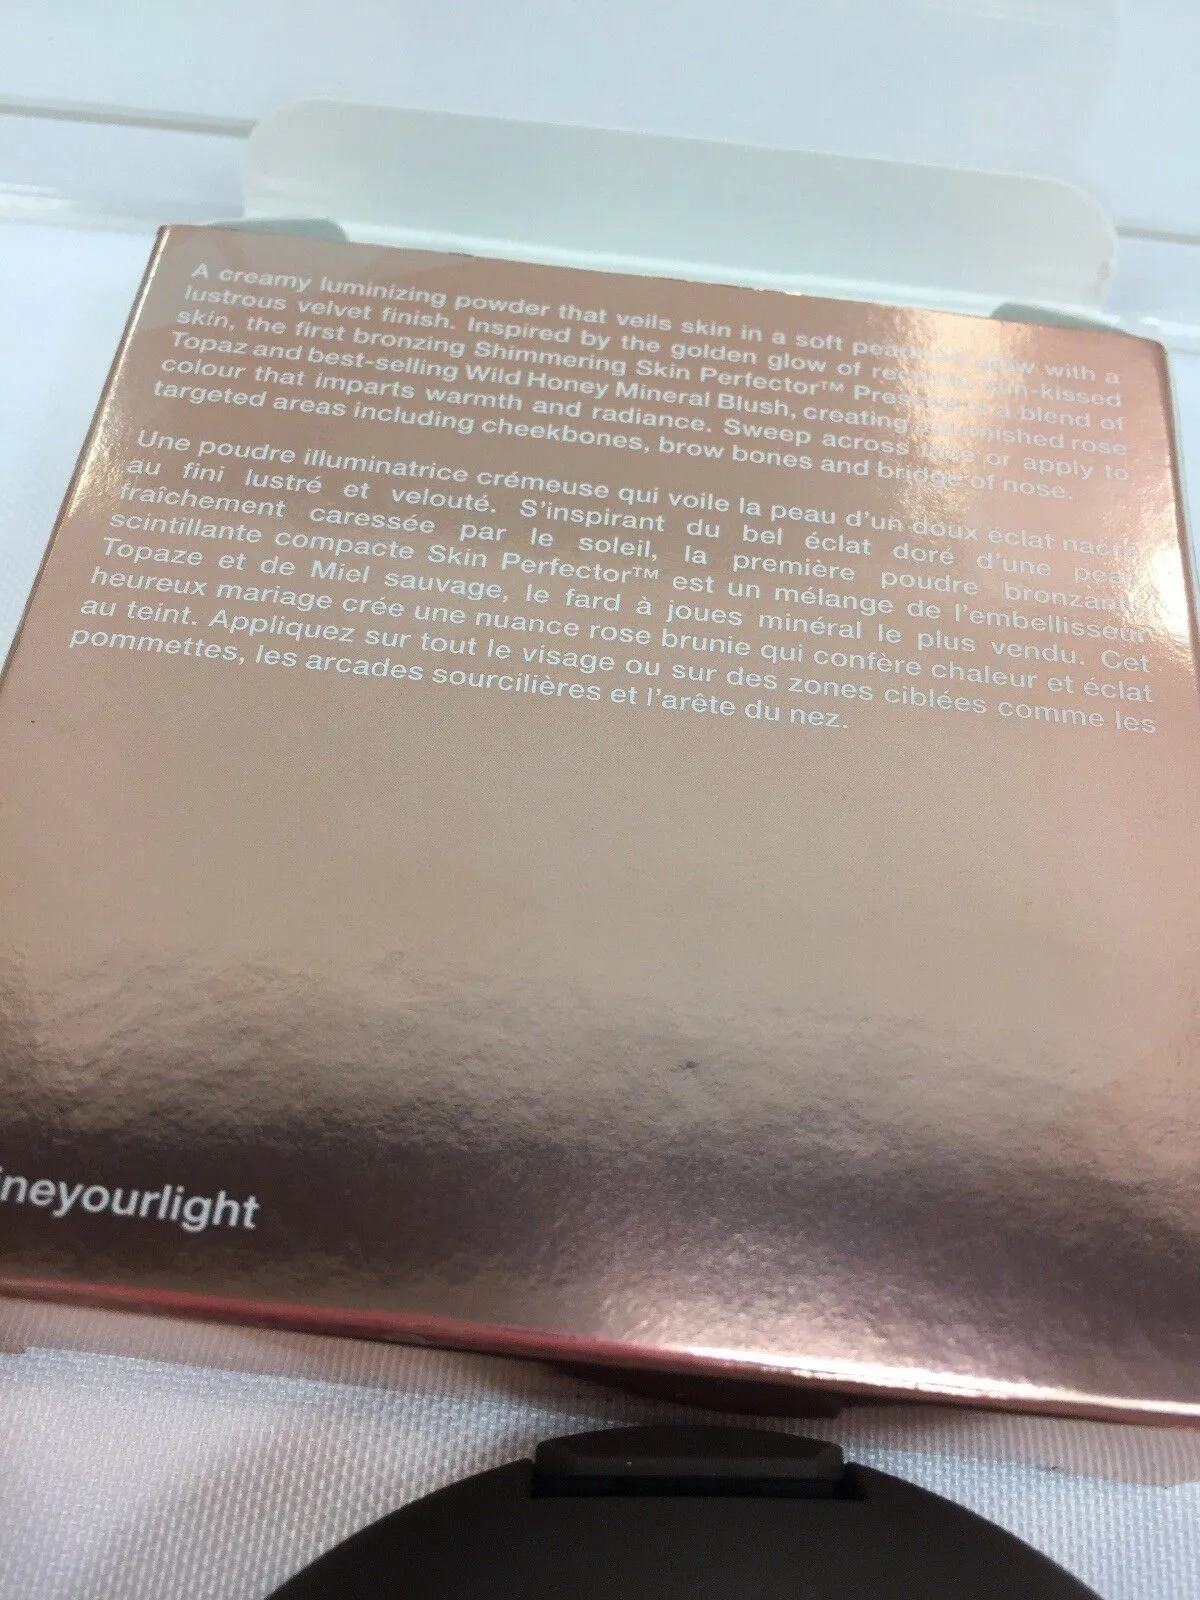 A creamy luminizing powder that veils skin in a soft glow with a
lustrous velvet finish. Inspired by the golden glow of sun-kissed
skin, the first bronzing Shimmering Skin Perfector™ Pressed is a blend of
Topaz and best-selling Wild Honey Mineral Blush, creating a burnished rose
colour that imparts warmth and radiance. Sweep across face or apply to
targeted areas including cheekbones, brow bones and bridge of nose.
Une poudre illuminatrice crémeuse qui voile la peau d'un doux éclat nacré
au fini lustré et velouté. S'inspirant du bel éclat doré d'une peau
fraîchement caressée par le soleil, la première poudre bronzante
scintillante compacte Skin Perfector™ est un mélange de l'embellisseur
Topaze et de Miel sauvage, le fard à joues minéral le plus vendu. Cet
heureux mariage crée une nuance rose brunie qui confère chaleur et éclat
au teint. Appliquez sur tout le visage ou sur des zones ciblées comme les
pommettes, les arcades sourcilières et l'arête du nez.
ineyourlight